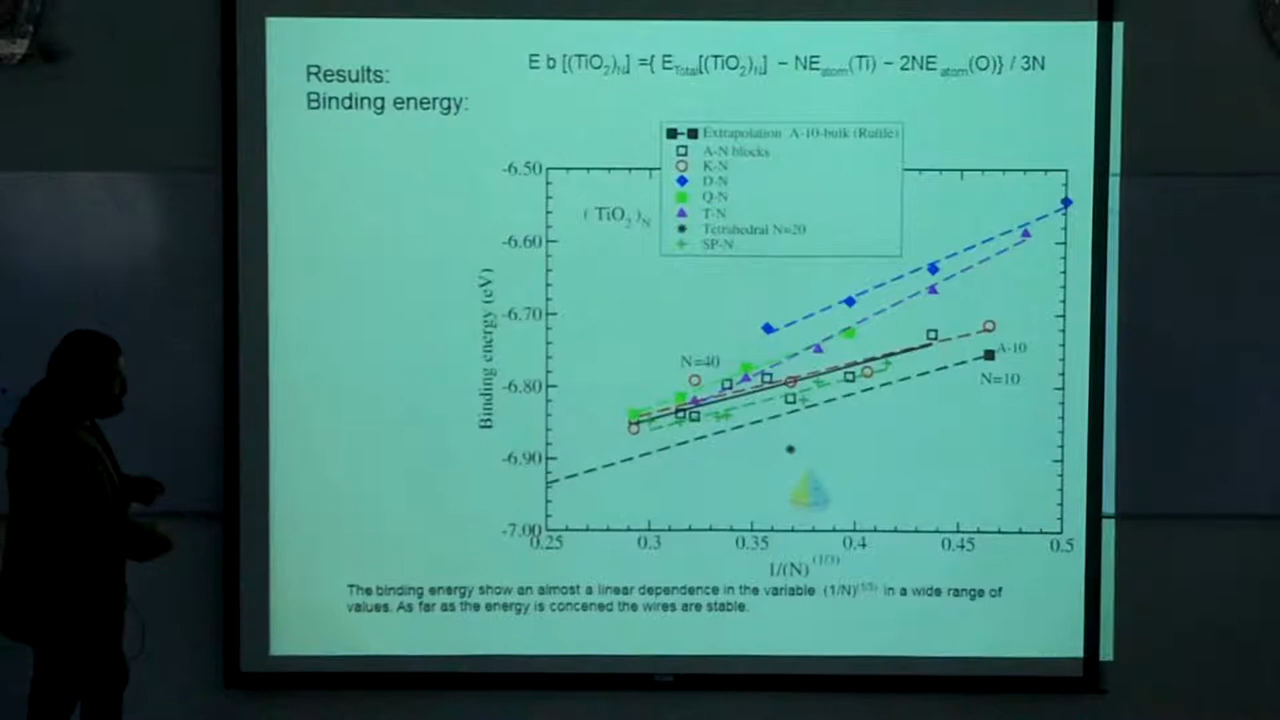 Results:
E b [(TiO2)N] ={ ETotal[(TiO2)N] − NEatom(Ti) − 2NE atom(O)} / 3N
Binding energy:
Extrapolation A-10-bulk (Rutile)
A-N blocks
K-N
D-N
Q-N
T-N
Tetrahedral N=20
SP-N
-6.50
( TiO2 )N
-6.60
-6.70
-6.80
-6.90
-7.00
Binding energy (eV)
N=40
A-10
N=10
0.25 0.3 0.35 0.4 0.45 0.5
1/(N)(1/3)
The binding energy show an almost a linear dependence in the variable (1/N)(1/3) in a wide range of
values. As far as the energy is concened the wires are stable.